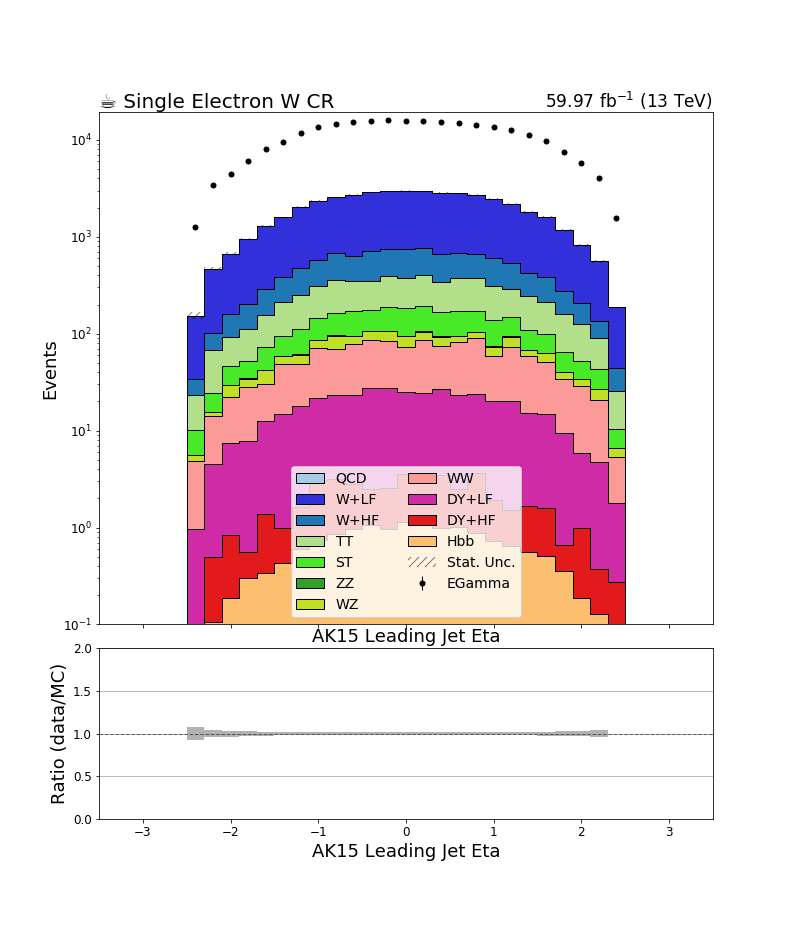 ☕ Single Electron W CR
59.97 fb⁻¹ (13 TeV)
Events
10⁴
10³
10²
10¹
10⁰
10⁻¹
QCD
W+LF
W+HF
TT
ST
ZZ
WZ
WW
DY+LF
DY+HF
Hbb
Stat. Unc.
EGamma
AK15 Leading Jet Eta
Ratio (data/MC)
2.0
1.5
1.0
0.5
0.0
−3 −2 −1 0 1 2 3
AK15 Leading Jet Eta